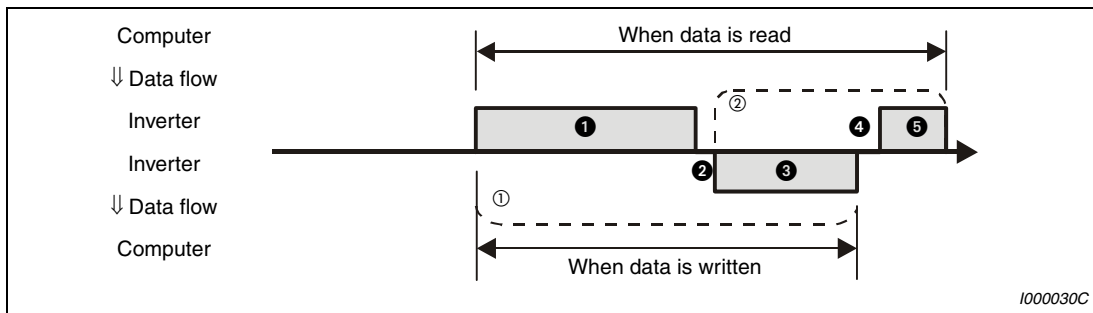 Computer
When data is read
⇓ Data flow
②
Inverter
❶
❹
❺
Inverter
❷
❸
①
⇓ Data flow
Computer
When data is written
I000030C